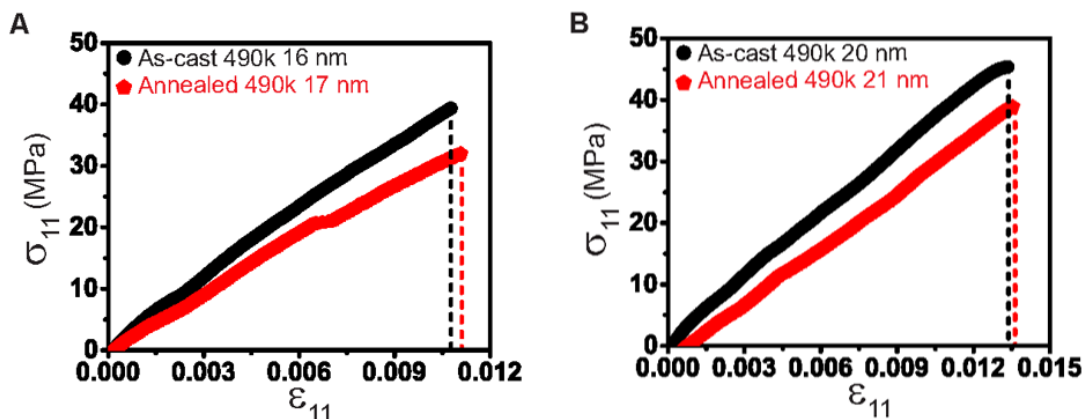 A
50
As-cast 490k 16 nm
Annealed 490k 17 nm
40
30
20
10
0
σ11 (MPa)
0.000 0.003 0.006 0.009 0.012
ε11
B
50
As-cast 490k 20 nm
Annealed 490k 21 nm
40
30
20
10
0
σ11 (MPa)
0.000 0.003 0.006 0.009 0.012 0.015
ε11